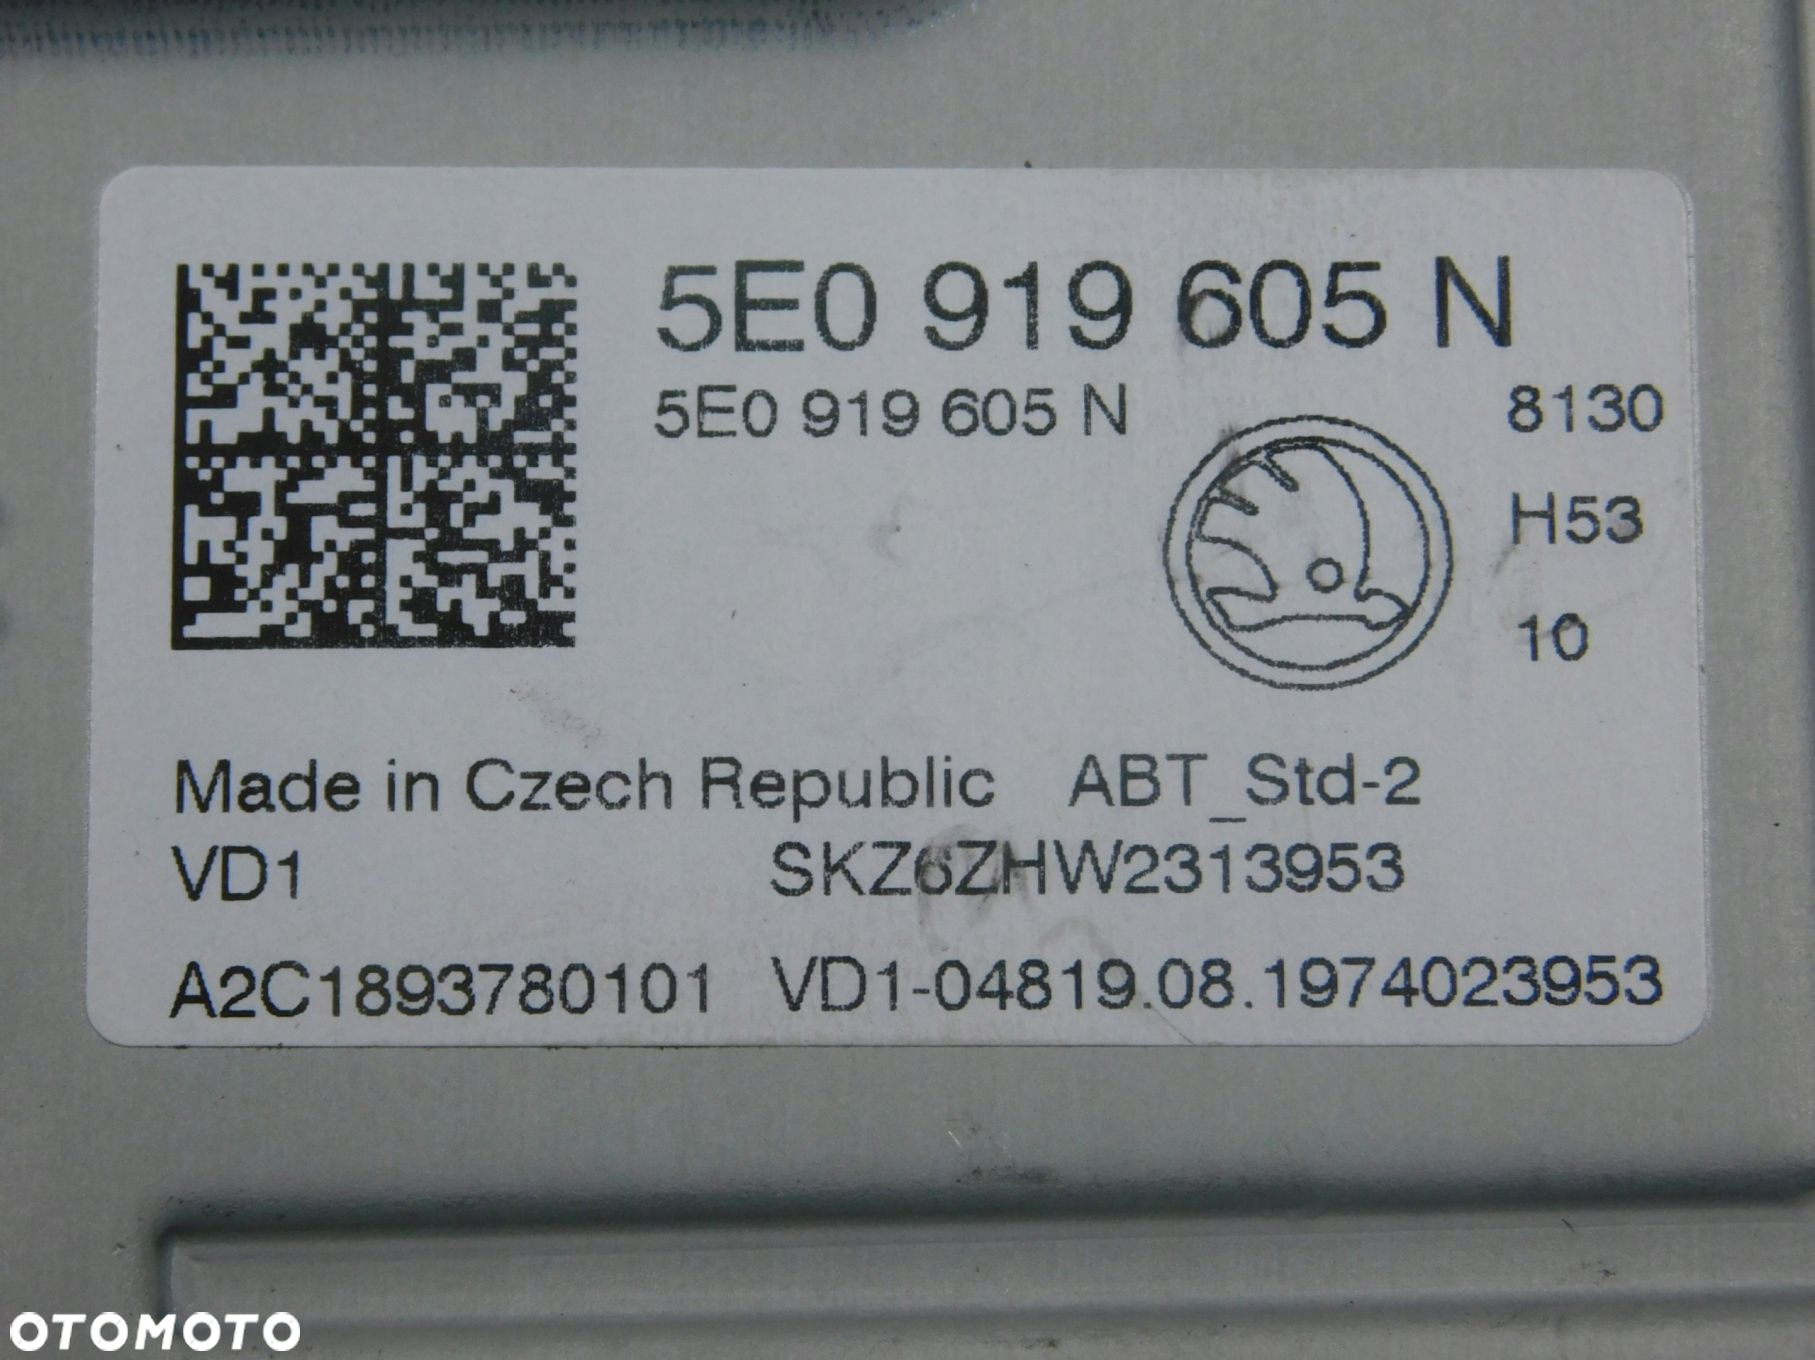 5E0 919 605 N
5E0 919 605 N
8130
H53
10
Made in Czech Republic ABT_Std-2
VD1 SKZ6ZHW2313953
A2C1893780101 VD1-04819.08.1974023953
OTOMOTO